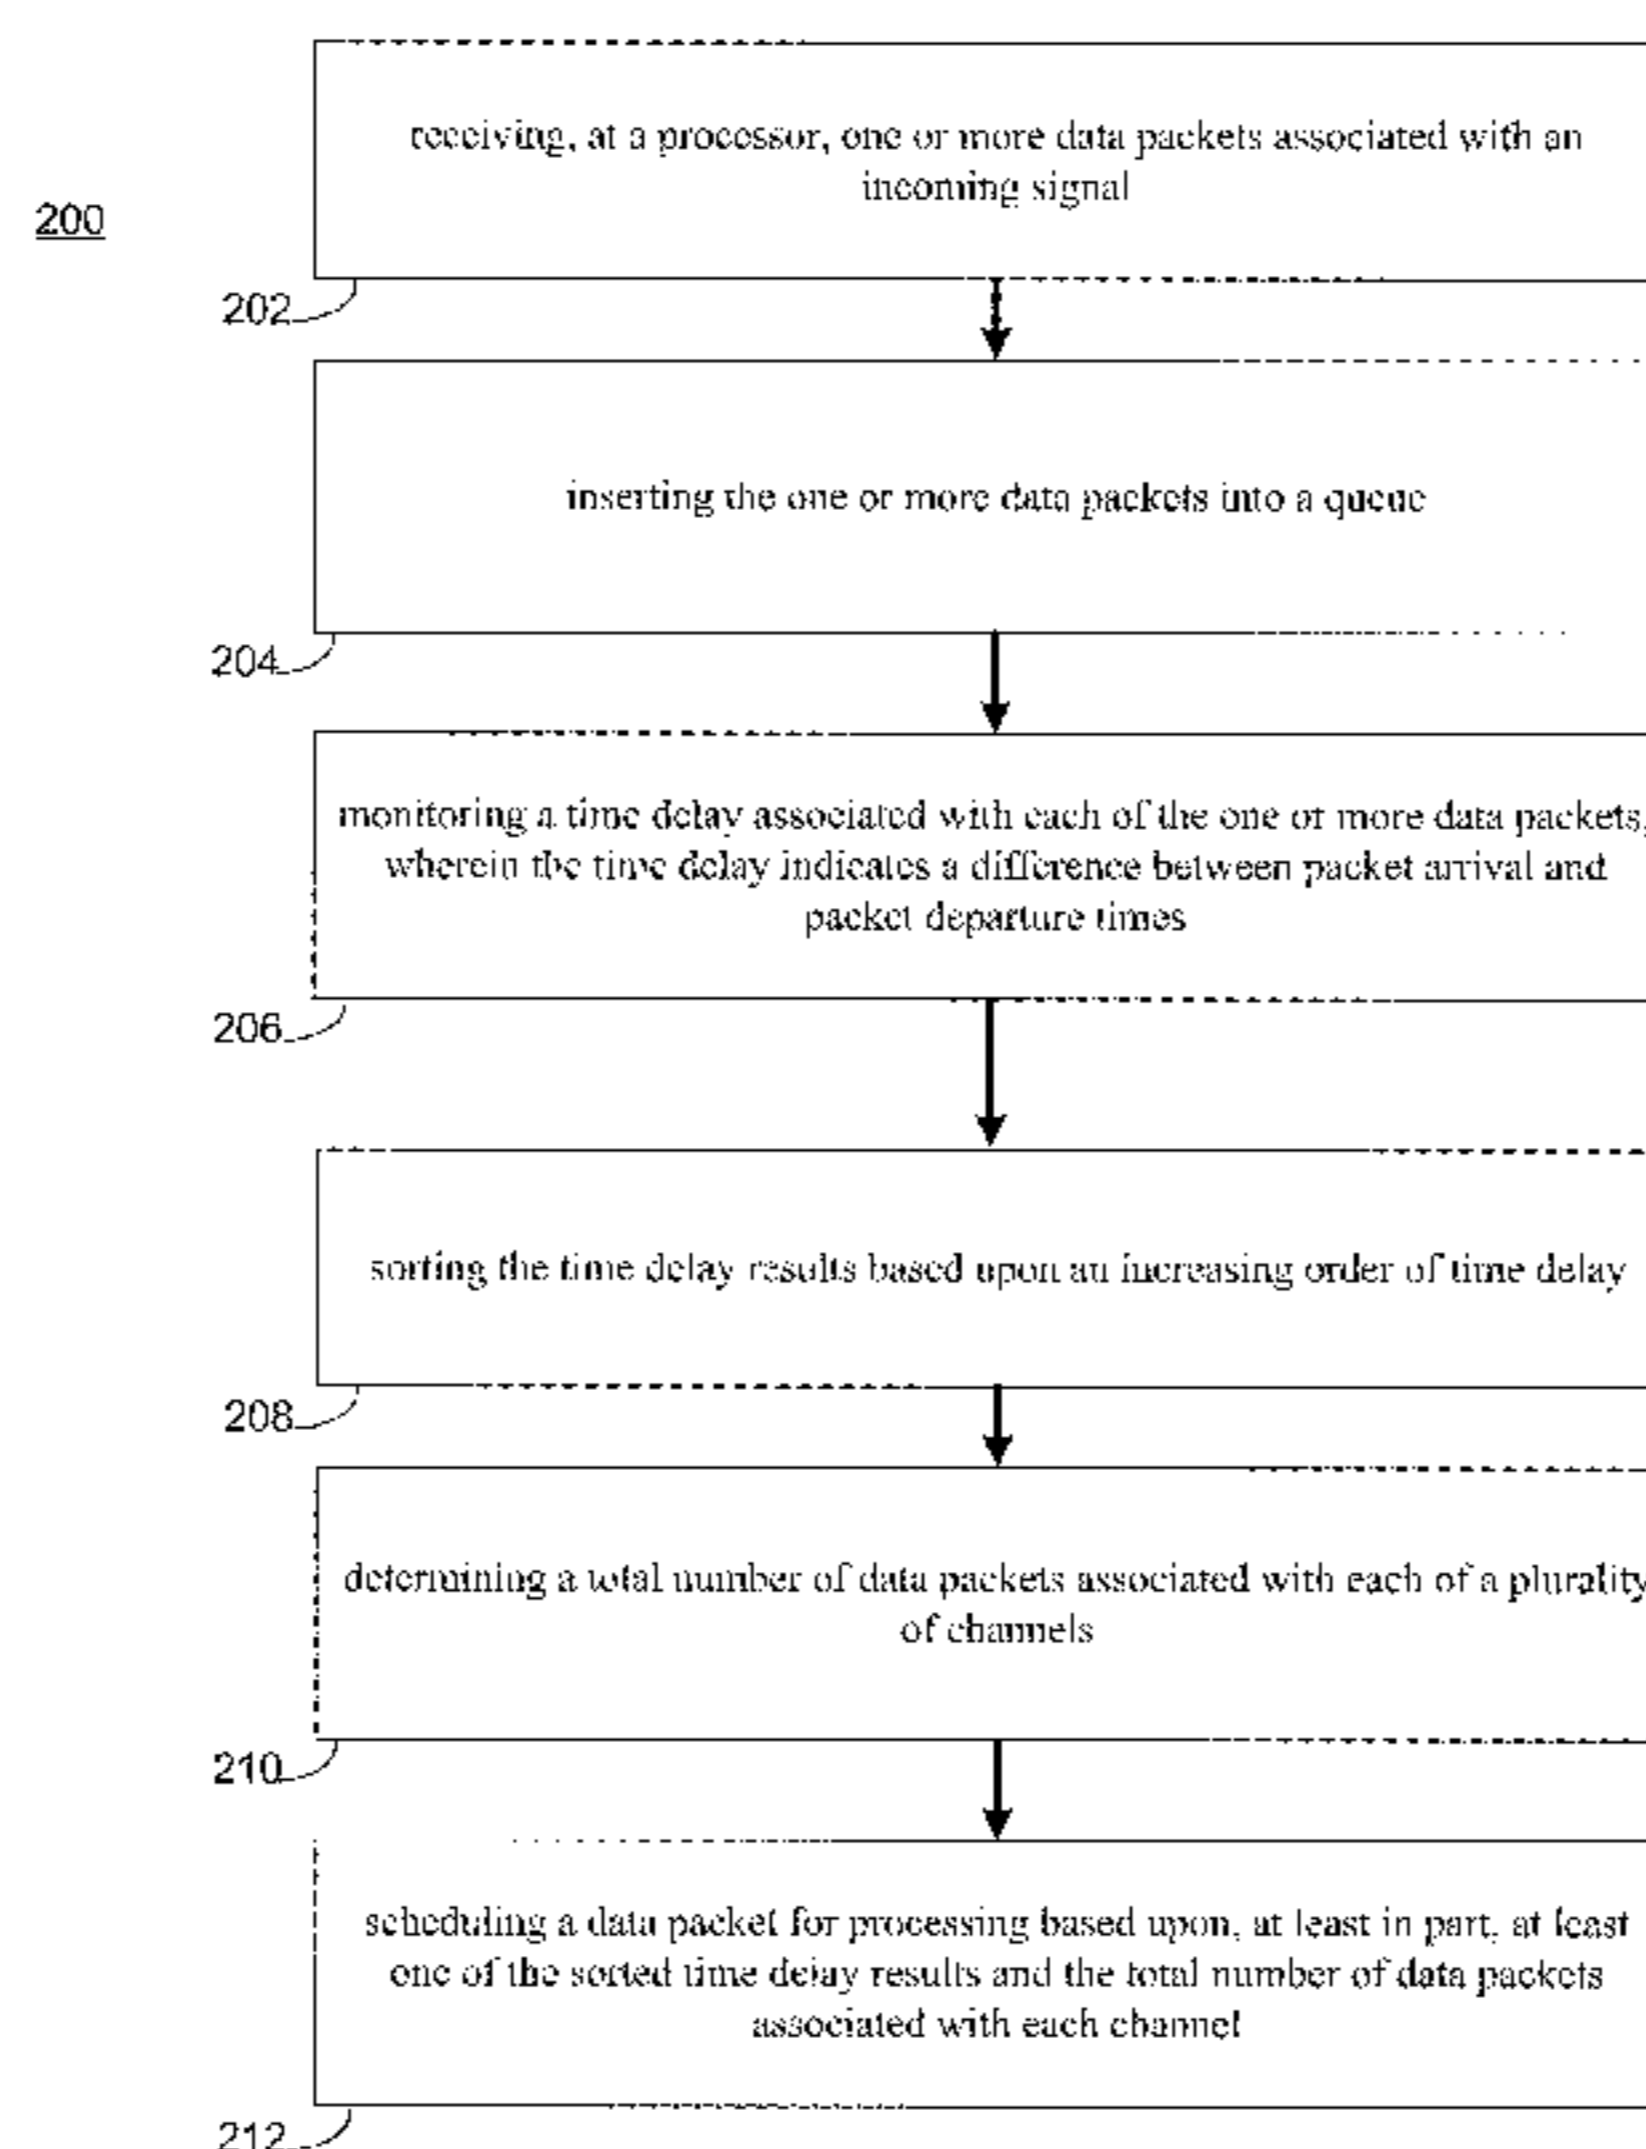 receiving, at a processor, one or more data packets associated with an
incoming signal
200
202
inserting the one or more data packets into a queue
204
monitoring a time delay associated with each of the one or more data packets,
wherein the time delay indicates a difference between packet arrival and
packet departure times
206
sorting the time delay results based upon an increasing order of time delay
208
determining a total number of data packets associated with each of a plurality
of channels
210
scheduling a data packet for processing based upon, at least in part, at least
one of the sorted time delay results and the total number of data packets
associated with each channel
212